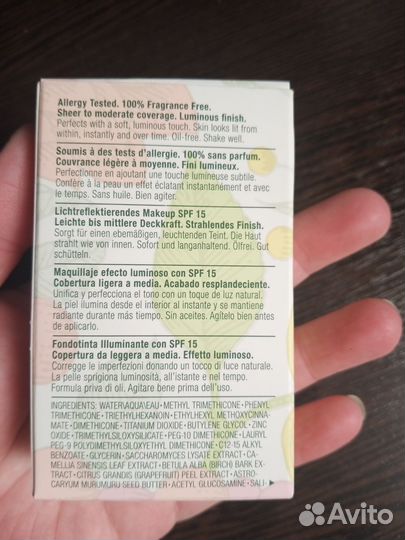 Allergy Tested. 100% Fragrance Free.
Sheer to moderate coverage. Luminous finish.
Perfects with a soft, luminous touch. Skin looks lit from
within, instantly and over time. Oil-free. Shake well.
Soumis à des tests d'allergie. 100% sans parfum.
Couvrance légère à moyenne. Fini lumineux.
Perfectionne en ajoutant une touche lumineuse subtile.
Confère à la peau un effet éclatant instantanément et avec
le temps. Sans huile. Bien agiter.
Lichtreflektierendes Makeup SPF 15
Leichte bis mittlere Deckkraft. Strahlendes Finish.
Sorgt für einen ebemäßigen, leuchtenden Teint. Die Haut
strahlt wie von innen. Sofort und langanhaltend. Ölfrei. Gut
schütteln.
Maquillaje efecto luminoso con SPF 15
Cobertura ligera a media. Acabado resplandeciente.
Unifica y perfecciona el tono con un toque de luz natural.
La piel ilumina desde el interior al instante y se mantiene
radiante durante más tiempo. Sin aceites. Agítelo bien antes
de aplicarlo.
Fondotinta Illuminante con SPF 15
Copertura da leggera a media. Effetto luminoso.
Corregge le imperfezioni donando un tocco di luce naturale.
La pelle sprigiona luminosità, all'istante e nel tempo.
Formula priva di oli. Agitare bene prima dell'uso.
INGREDIENTS: WATER\AQUA\EAU • METHYL TRIMETHICONE • PHENYL
TRIMETHICONE • TRIETHYLHEXANOIN • ETHYLHEXYL METHOXYCINNA-
MATE • DIMETHICONE • TITANIUM DIOXIDE • BUTYLENE GLYCOL • ZINC
OXIDE • TRIMETHYLSILOXYSILICATE • PEG-10 DIMETHICONE • LAURYL
PEG-9 POLYDIMETHYLSILOXYETHYL DIMETHICONE • C12-15 ALKYL
BENZOATE • GLYCERIN • SACCHAROMYCES LYSATE EXTRACT • CA-
MELLIA SINENSIS LEAF EXTRACT • BETULA ALBA (BIRCH) BARK EX-
TRACT • CITRUS GRANDIS (GRAPEFRUIT) PEEL EXTRACT • ASTRO-
CARYUM MURUMURU SEED BUTTER • ACETYL GLUCOSAMINE • SALI-
Avito